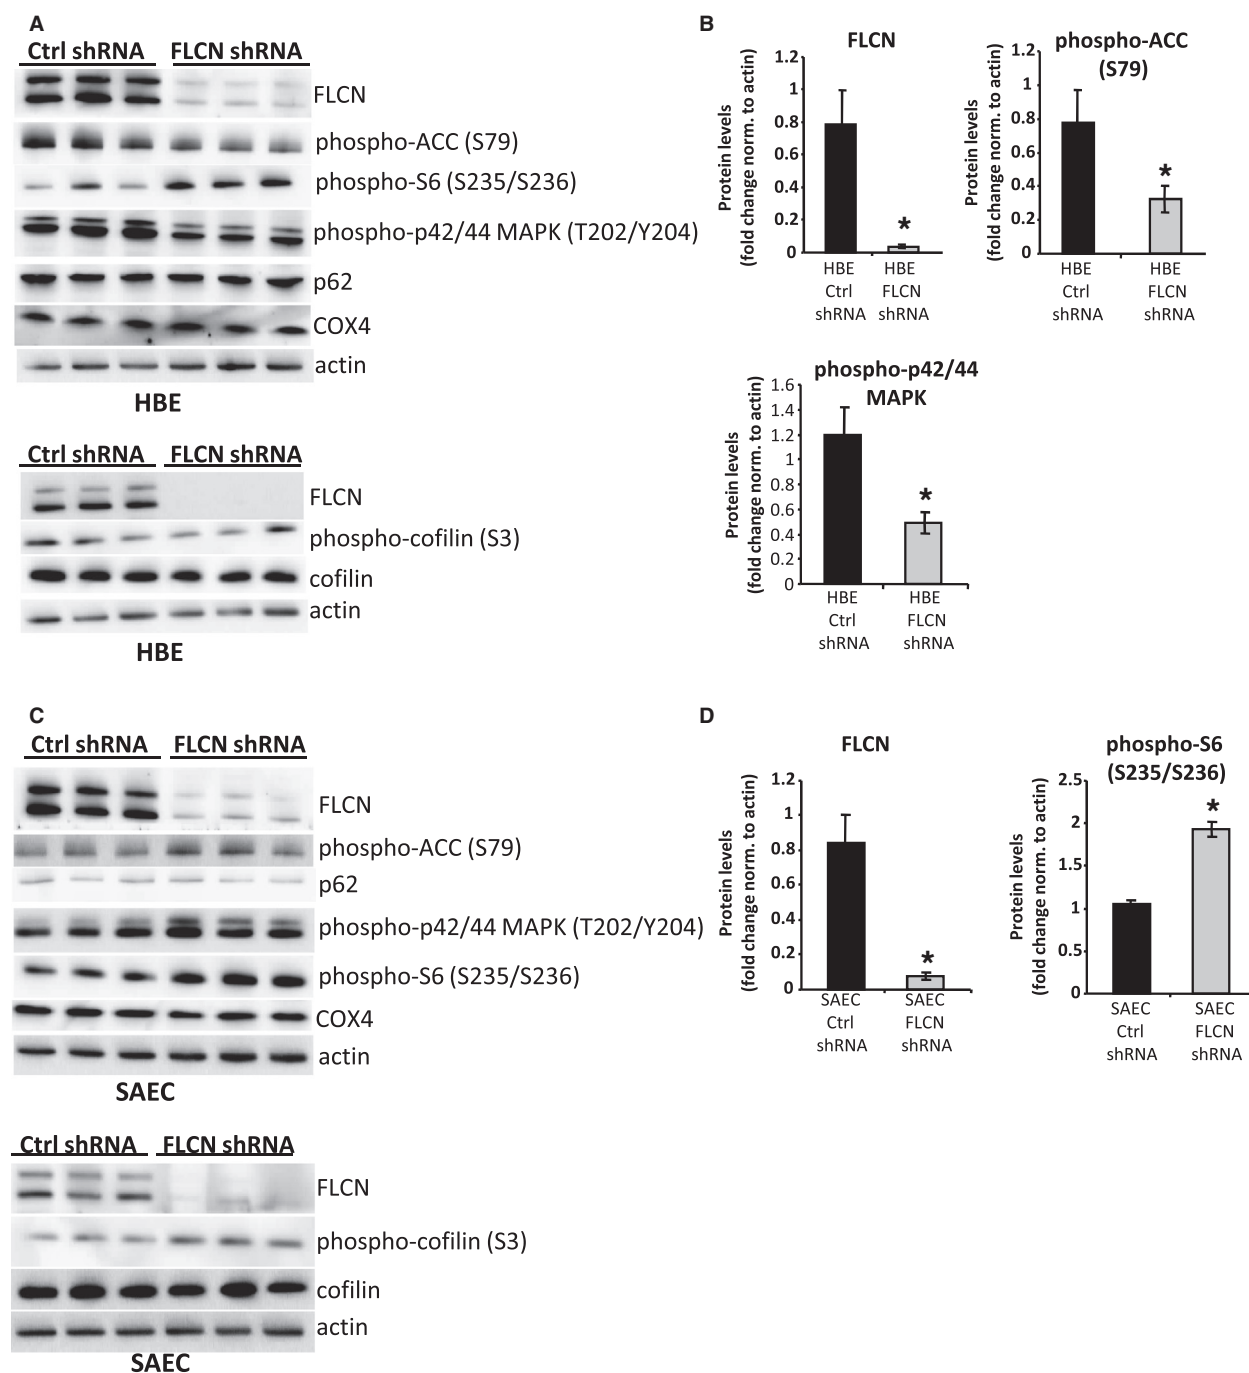 A
Ctrl shRNA FLCN shRNA
FLCN
phospho-ACC (S79)
phospho-S6 (S235/S236)
phospho-p42/44 MAPK (T202/Y204)
p62
COX4
actin
HBE
Ctrl shRNA FLCN shRNA
FLCN
phospho-cofilin (S3)
cofilin
actin
HBE
B
FLCN
Protein levels
(fold change norm. to actin)
1.2
1
0.8
0.6
0.4
0.2
0
*
HBE HBE
Ctrl FLCN
shRNA shRNA
phospho-ACC
(S79)
Protein levels
(fold change norm. to actin)
1.2
1
0.8
0.6
0.4
0.2
0
*
HBE HBE
Ctrl FLCN
shRNA shRNA
phospho-p42/44
MAPK
Protein levels
(fold change norm. to actin)
1.6
1.4
1.2
1
0.8
0.6
0.4
0.2
0
*
HBE HBE
Ctrl FLCN
shRNA shRNA
C
Ctrl shRNA FLCN shRNA
FLCN
phospho-ACC (S79)
p62
phospho-p42/44 MAPK (T202/Y204)
phospho-S6 (S235/S236)
COX4
actin
SAEC
Ctrl shRNA FLCN shRNA
FLCN
phospho-cofilin (S3)
cofilin
actin
SAEC
D
FLCN
Protein levels
(fold change norm. to actin)
1.2
1
0.8
0.6
0.4
0.2
0
*
SAEC SAEC
Ctrl FLCN
shRNA shRNA
phospho-S6
(S235/S236)
Protein levels
(fold change norm. to actin)
2.5
2
1.5
1
0.5
0
*
SAEC SAEC
Ctrl FLCN
shRNA shRNA